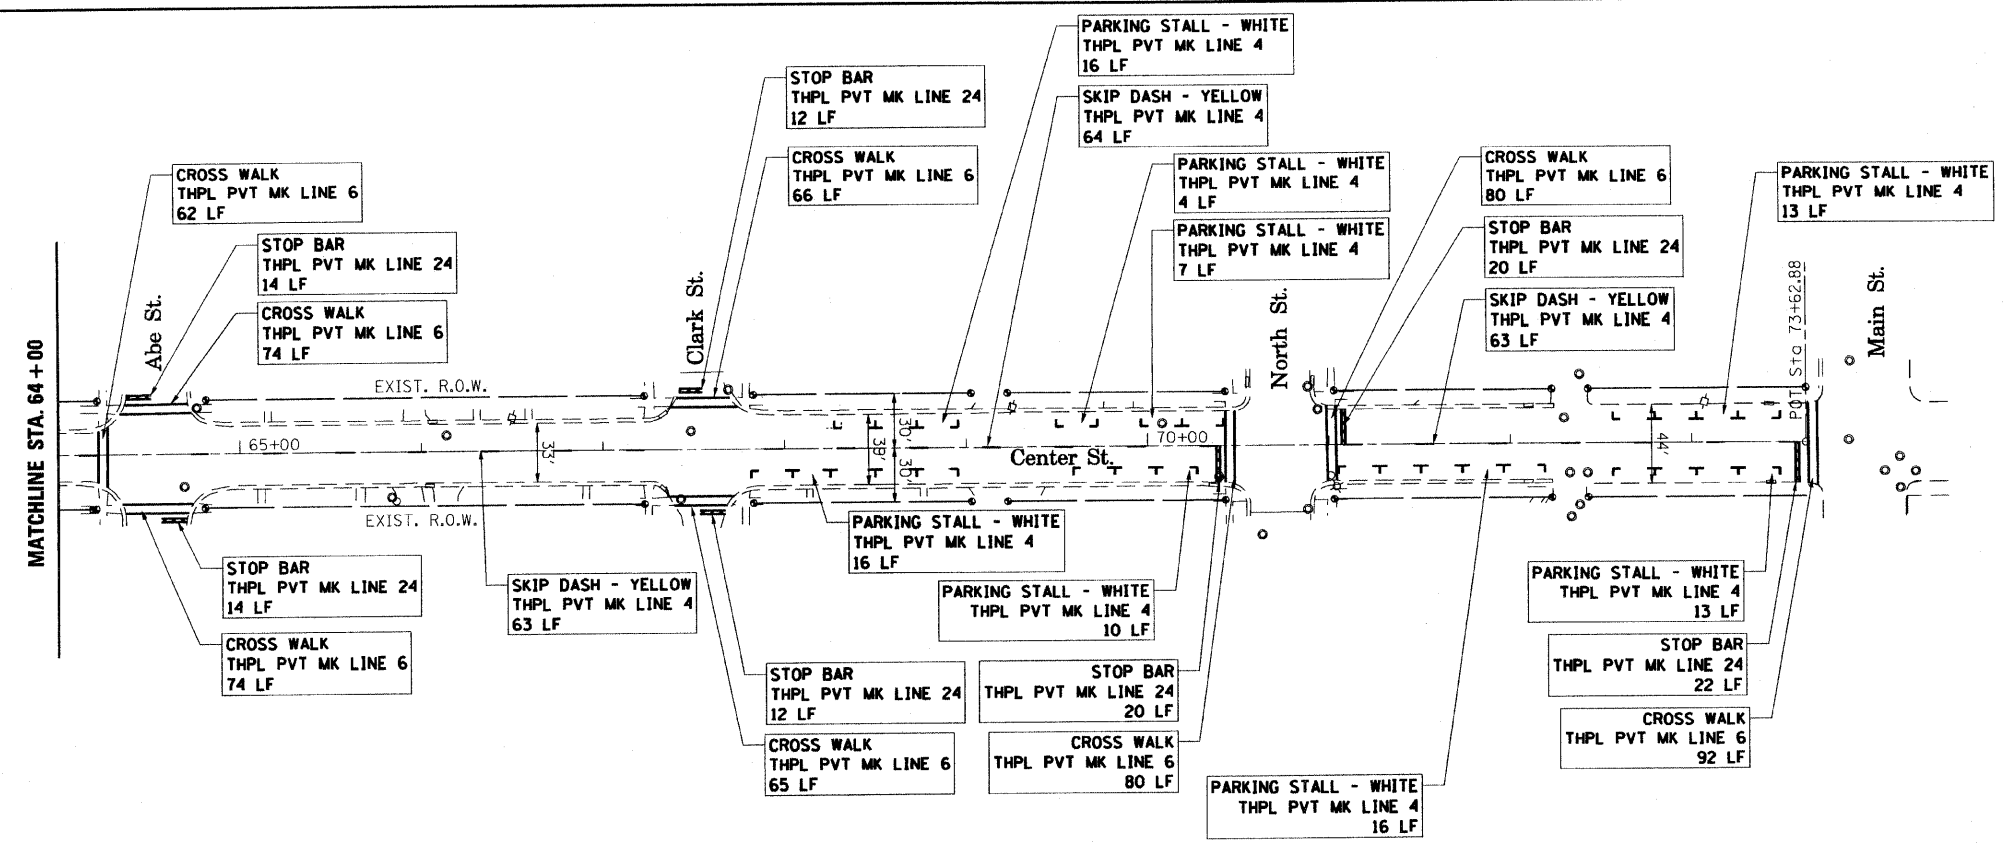 PARKING STALL - WHITE
THPL PVT MK LINE 4
16 LF
STOP BAR
THPL PVT MK LINE 24
12 LF
SKIP DASH - YELLOW
THPL PVT MK LINE 4
64 LF
CROSS WALK
THPL PVT MK LINE 6
66 LF
PARKING STALL - WHITE
THPL PVT MK LINE 4
4 LF
CROSS WALK
THPL PVT MK LINE 6
80 LF
PARKING STALL - WHITE
THPL PVT MK LINE 4
13 LF
CROSS WALK
THPL PVT MK LINE 6
62 LF
STOP BAR
THPL PVT MK LINE 24
14 LF
PARKING STALL - WHITE
THPL PVT MK LINE 4
7 LF
STOP BAR
THPL PVT MK LINE 24
20 LF
CROSS WALK
THPL PVT MK LINE 6
74 LF
SKIP DASH - YELLOW
THPL PVT MK LINE 4
63 LF
MATCHLINE STA. 64+00
Abe St.
Clark St.
North St.
POT Sta 73+62.88
Main St.
EXIST. R.O.W.
65+00
33'
39'
30'
30'
70+00
Center St.
44'
EXIST. R.O.W.
PARKING STALL - WHITE
THPL PVT MK LINE 4
16 LF
STOP BAR
THPL PVT MK LINE 24
14 LF
SKIP DASH - YELLOW
THPL PVT MK LINE 4
63 LF
PARKING STALL - WHITE
THPL PVT MK LINE 4
10 LF
PARKING STALL - WHITE
THPL PVT MK LINE 4
13 LF
CROSS WALK
THPL PVT MK LINE 6
74 LF
STOP BAR
THPL PVT MK LINE 24
12 LF
STOP BAR
THPL PVT MK LINE 24
20 LF
STOP BAR
THPL PVT MK LINE 24
22 LF
CROSS WALK
THPL PVT MK LINE 6
65 LF
CROSS WALK
THPL PVT MK LINE 6
80 LF
CROSS WALK
THPL PVT MK LINE 6
92 LF
PARKING STALL - WHITE
THPL PVT MK LINE 4
16 LF